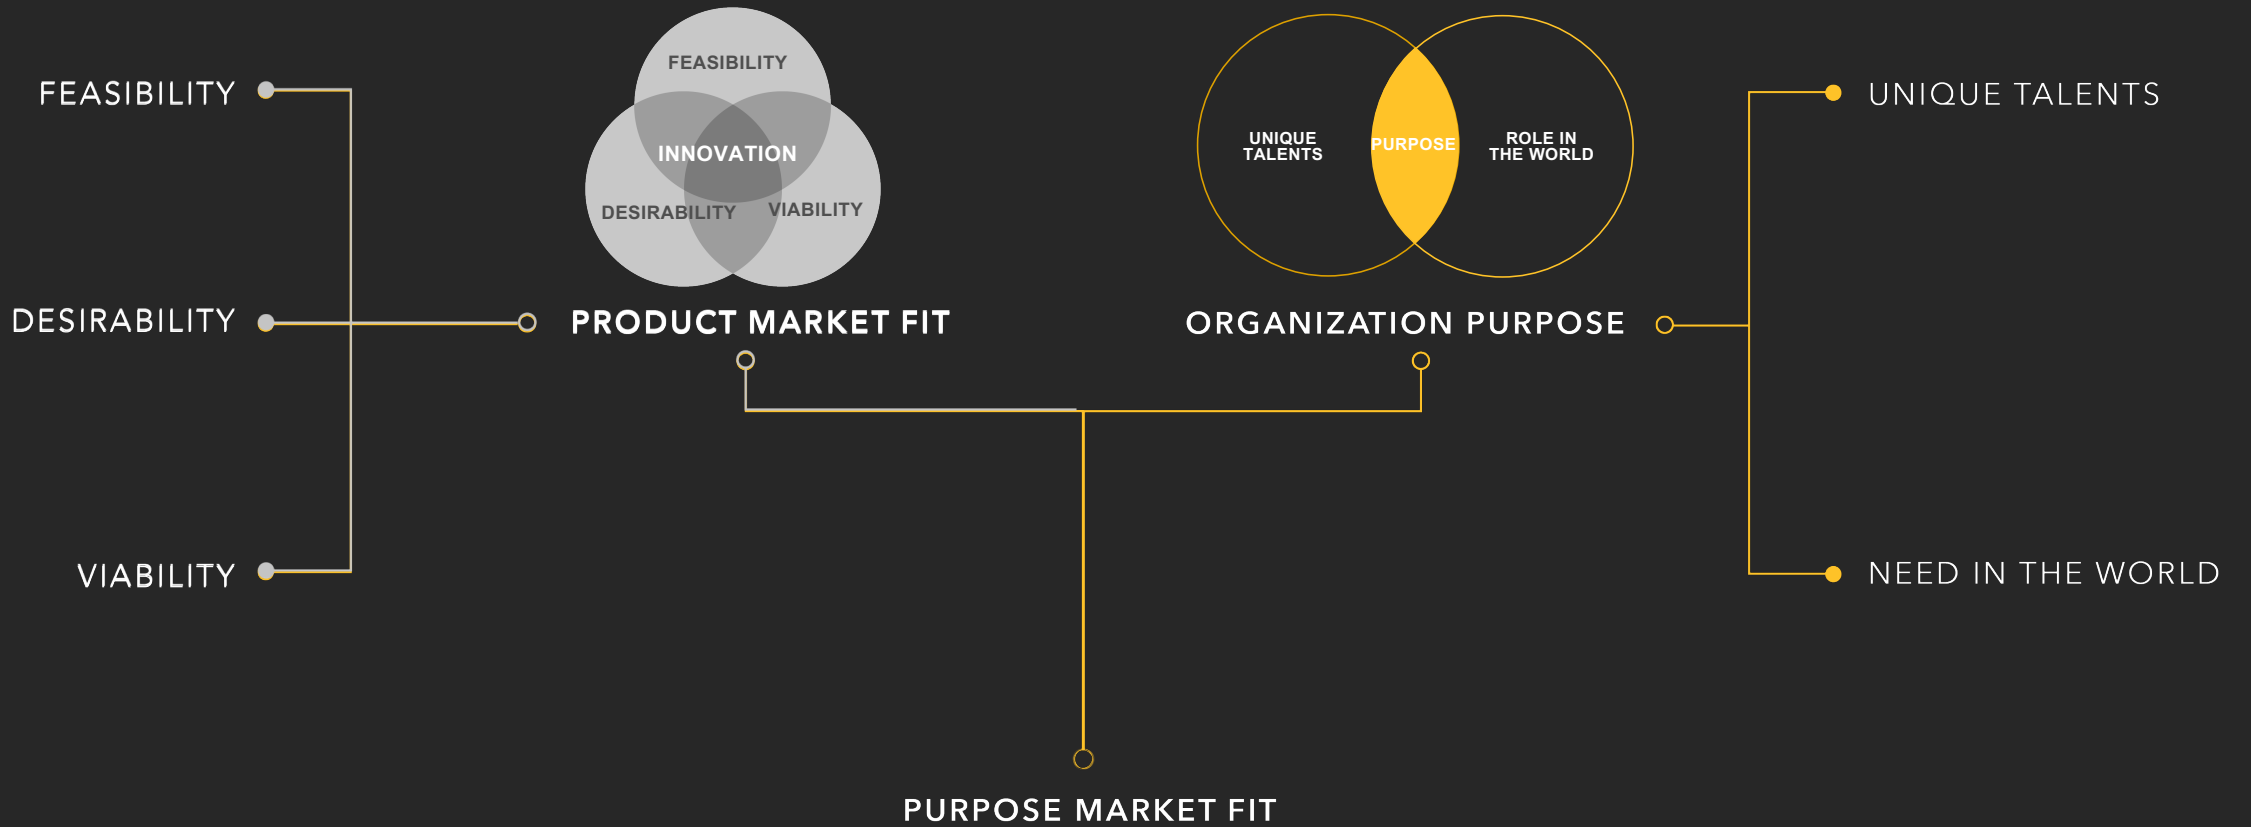 FEASIBILITY
DESIRABILITY
VIABILITY
FEASIBILITY
INNOVATION
DESIRABILITY
VIABILITY
PRODUCT MARKET FIT
UNIQUE
TALENTS
PURPOSE
ROLE IN
THE WORLD
ORGANIZATION PURPOSE
UNIQUE TALENTS
NEED IN THE WORLD
PURPOSE MARKET FIT